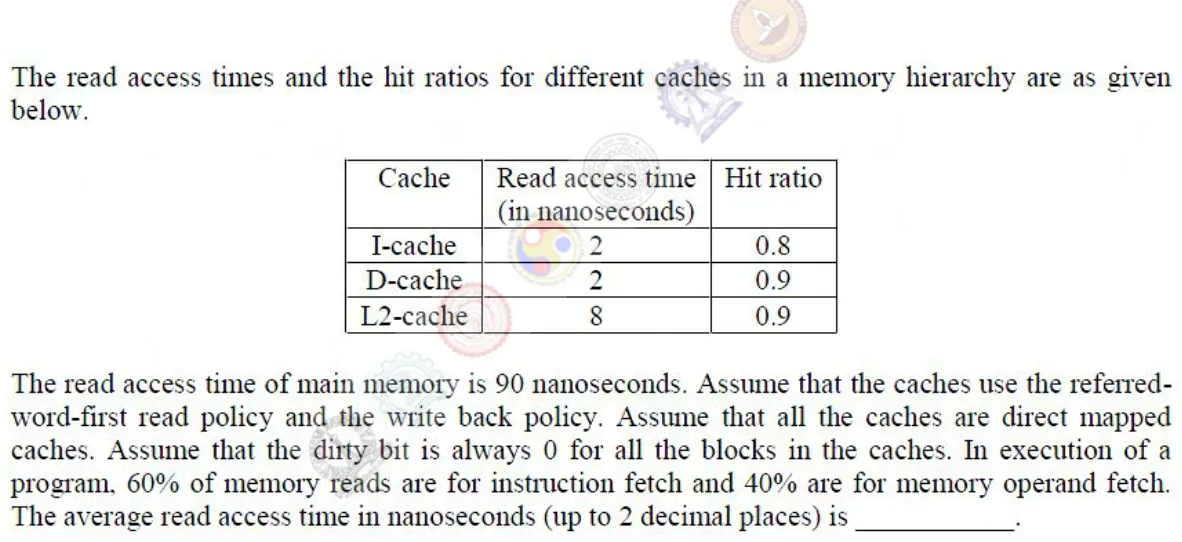 The read access times and the hit ratios for different caches in a memory hierarchy are as given
below.
Cache Read access time Hit ratio
(in nanoseconds)
I-cache 2 0.8
D-cache 2 0.9
L2-cache 8 0.9
The read access time of main memory is 90 nanoseconds. Assume that the caches use the referred-
word-first read policy and the write back policy. Assume that all the caches are direct mapped
caches. Assume that the dirty bit is always 0 for all the blocks in the caches. In execution of a
program, 60% of memory reads are for instruction fetch and 40% are for memory operand fetch.
The average read access time in nanoseconds (up to 2 decimal places) is ____________.